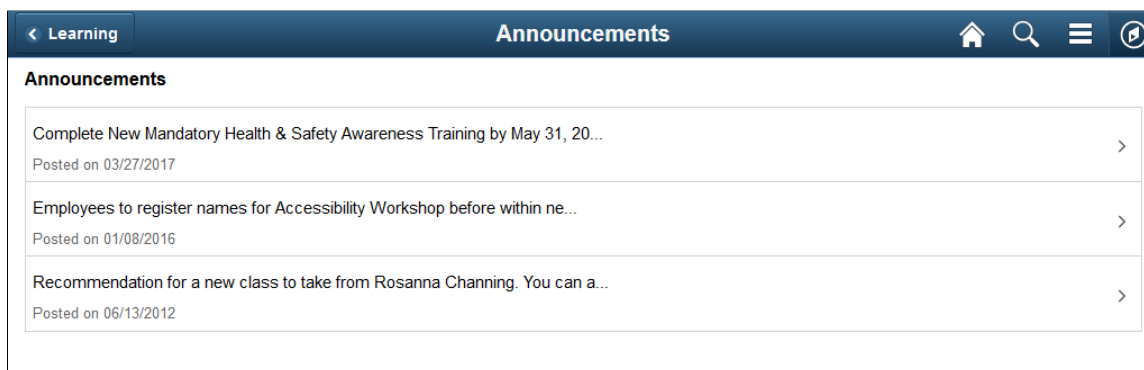 Learning
Announcements
Announcements
Complete New Mandatory Health & Safety Awareness Training by May 31, 20...
Posted on 03/27/2017
Employees to register names for Accessibility Workshop before within ne...
Posted on 01/08/2016
Recommendation for a new class to take from Rosanna Channing. You can a...
Posted on 06/13/2012